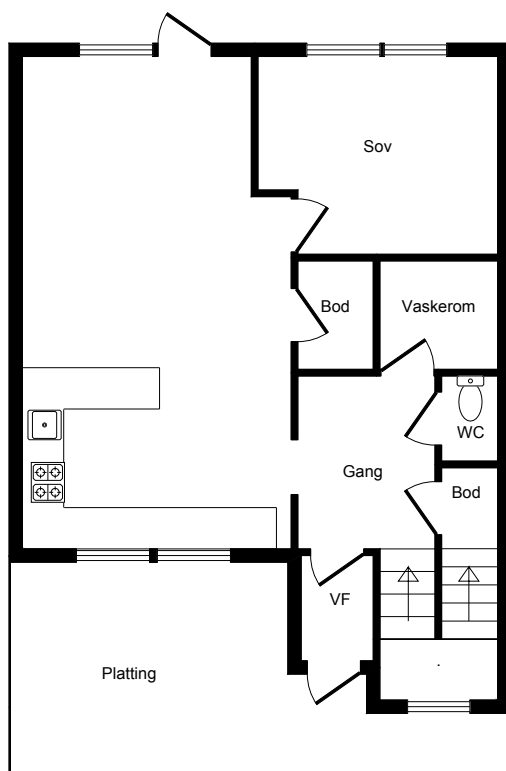 Sov
Bod
Vaskerom
WC
Gang
Bod
VF
Platting